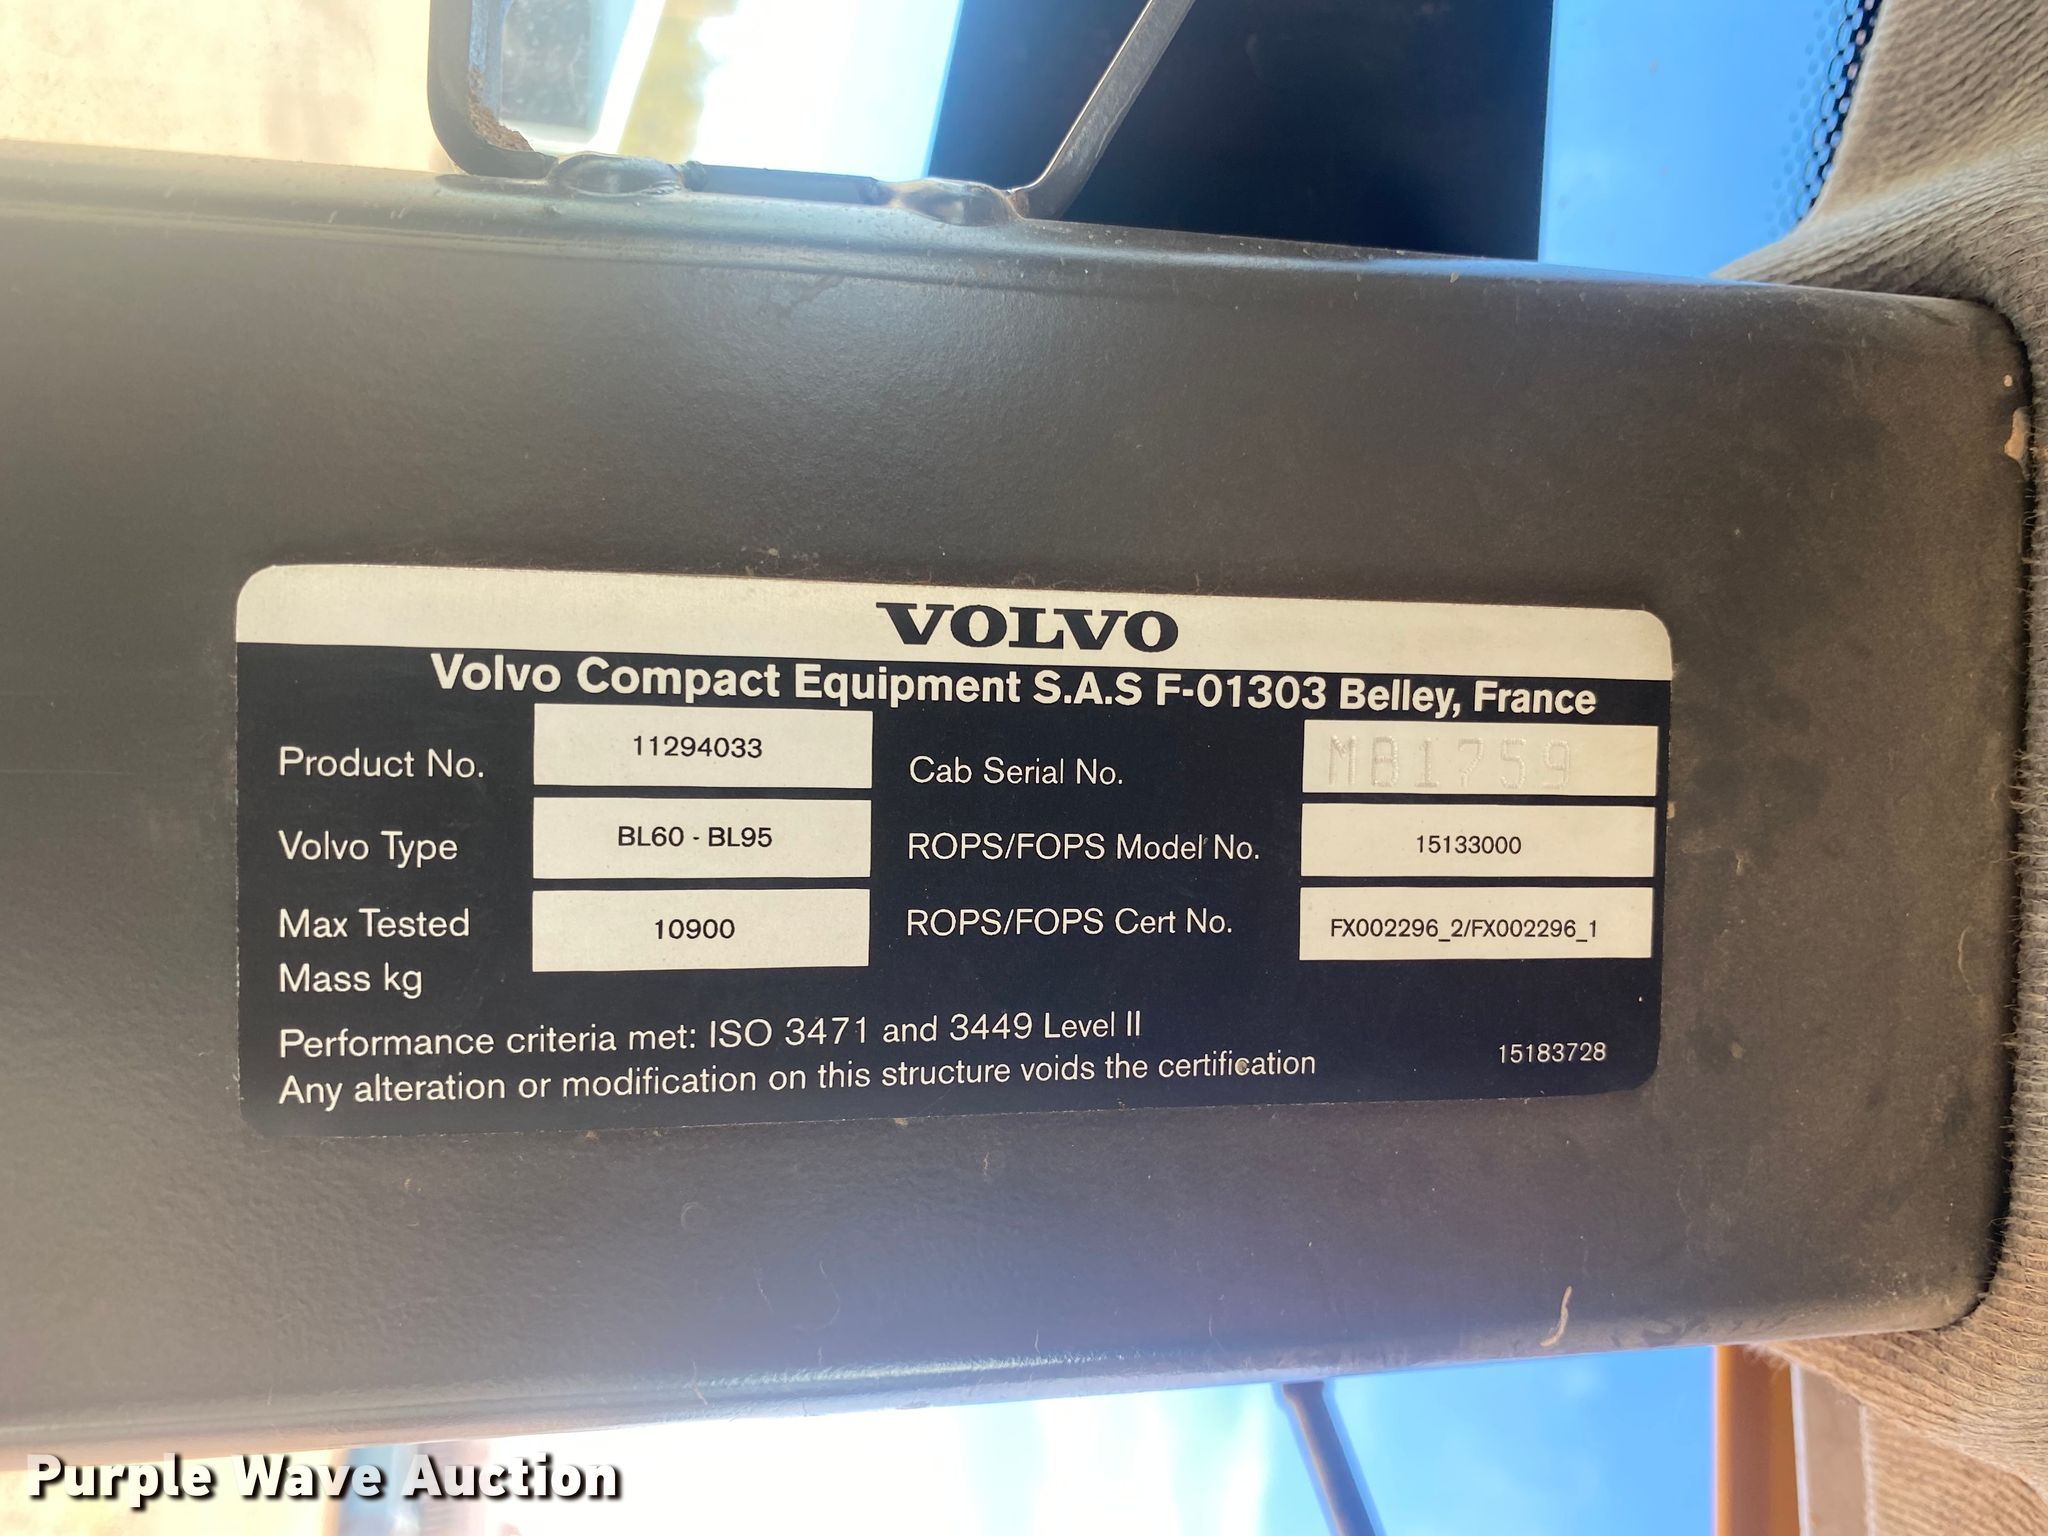 VOLVO
Volvo Compact Equipment S.A.S F-01303 Belley, France
Product No. 11294033 Cab Serial No. MB1759
Volvo Type BL60 - BL95 ROPS/FOPS Model No. 15133000
Max Tested Mass kg 10900 ROPS/FOPS Cert No. FX002296_2/FX002296_1
Performance criteria met: ISO 3471 and 3449 Level II
Any alteration or modification on this structure voids the certification 15183728
Purple Wave Auction